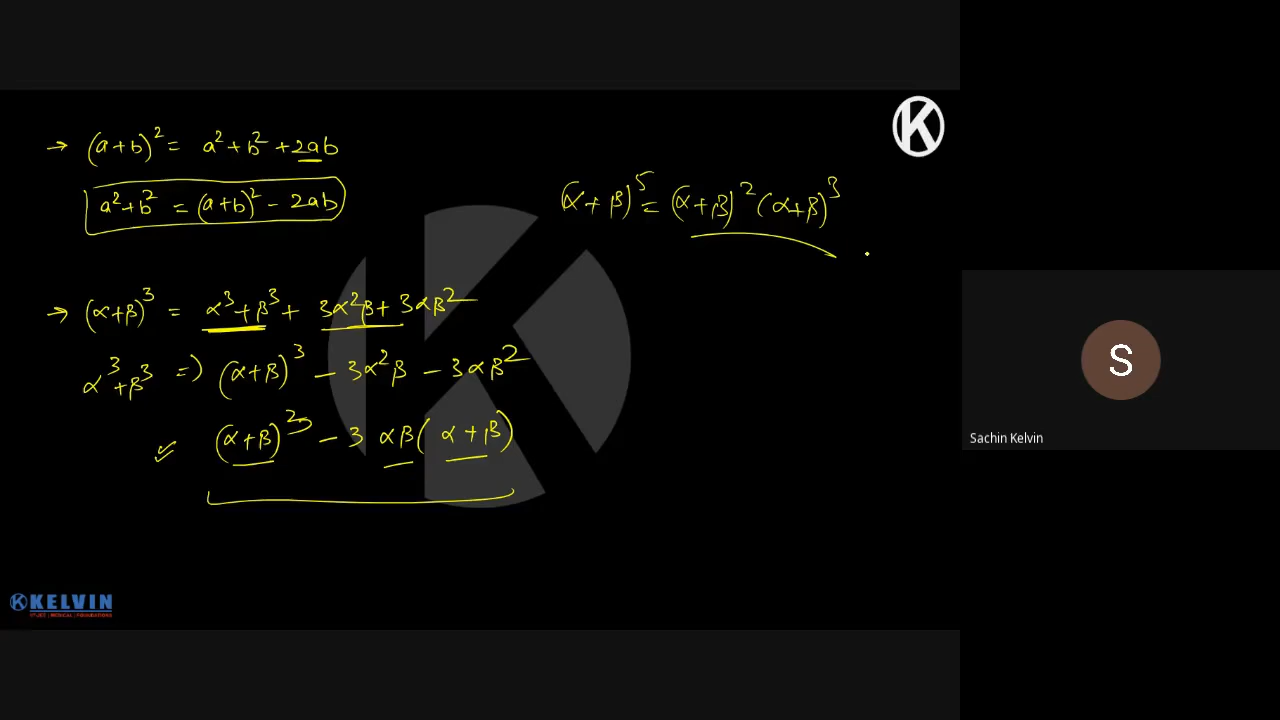 → (a+b)² = a² + b² + 2ab
a² + b² = (a+b)² - 2ab
(α+β)⁵ = (α+β)² (α+β)³
→ (α+β)³ = α³+β³ + 3α²β + 3αβ²
α³+β³ =) (α+β)³ - 3α²β - 3αβ²
(α+β)³ - 3 αβ( α+β)
KELVIN
S
Sachin Kelvin